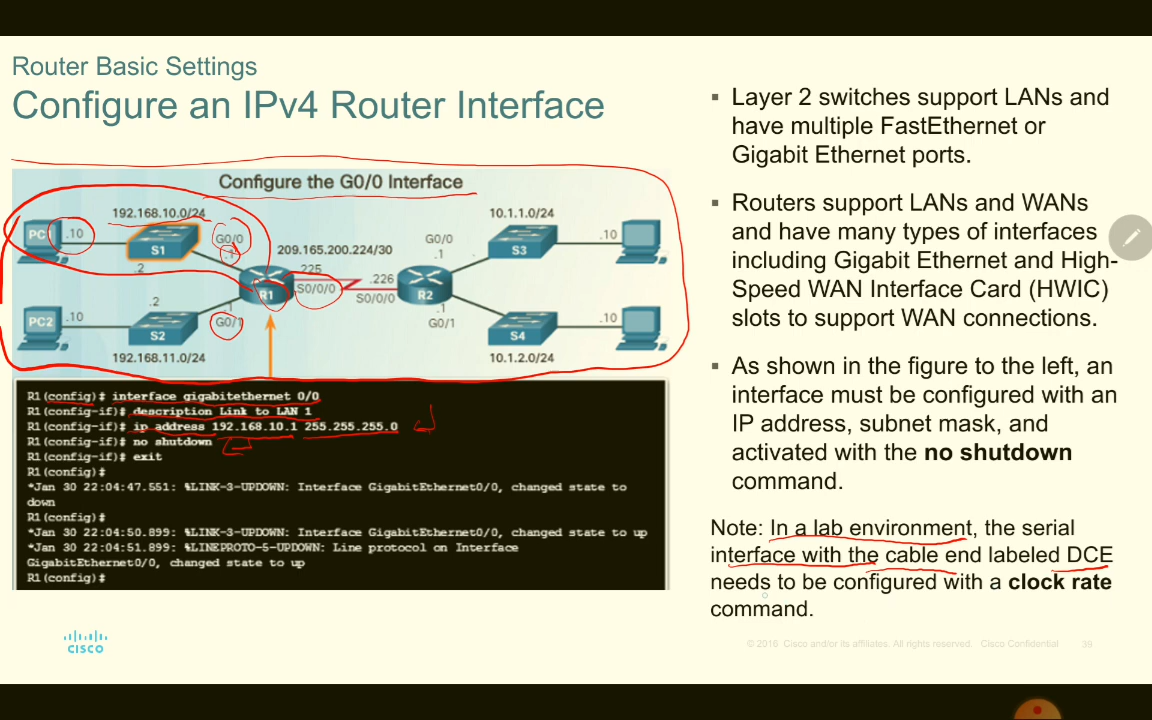 Router Basic Settings
Configure an IPv4 Router Interface
Configure the G0/0 Interface
192.168.10.0/24
10.1.1.0/24
PC
.10
S1
G0/0
.1
.2
209.165.200.224/30
.225
S0/0/0
.226
S0/0/0
R1
R2
G0/0
.1
S3
.10
.2
.1
G0/1
.1
G0/1
PC2
.10
S2
S4
.10
192.168.11.0/24
10.1.2.0/24
R1(config)# interface gigabitethernet 0/0
R1(config-if)# description Link to LAN 1
R1(config-if)# ip address 192.168.10.1 255.255.255.0
R1(config-if)# no shutdown
R1(config-if)# exit
R1(config)#
*Jan 30 22:04:47.551: %LINK-3-UPDOWN: Interface GigabitEthernet0/0, changed state to
down
R1(config)#
*Jan 30 22:04:50.899: %LINK-3-UPDOWN: Interface GigabitEthernet0/0, changed state to up
*Jan 30 22:04:51.899: %LINEPROTO-5-UPDOWN: Line protocol on Interface
GigabitEthernet0/0, changed state to up
R1(config)#
▪ Layer 2 switches support LANs and
have multiple FastEthernet or
Gigabit Ethernet ports.
▪ Routers support LANs and WANs
and have many types of interfaces
including Gigabit Ethernet and High-
Speed WAN Interface Card (HWIC)
slots to support WAN connections.
▪ As shown in the figure to the left, an
interface must be configured with an
IP address, subnet mask, and
activated with the no shutdown
command.
Note: In a lab environment, the serial
interface with the cable end labeled DCE
needs to be configured with a clock rate
command.
CISCO
© 2016 Cisco and/or its affiliates. All rights reserved. Cisco Confidential
39